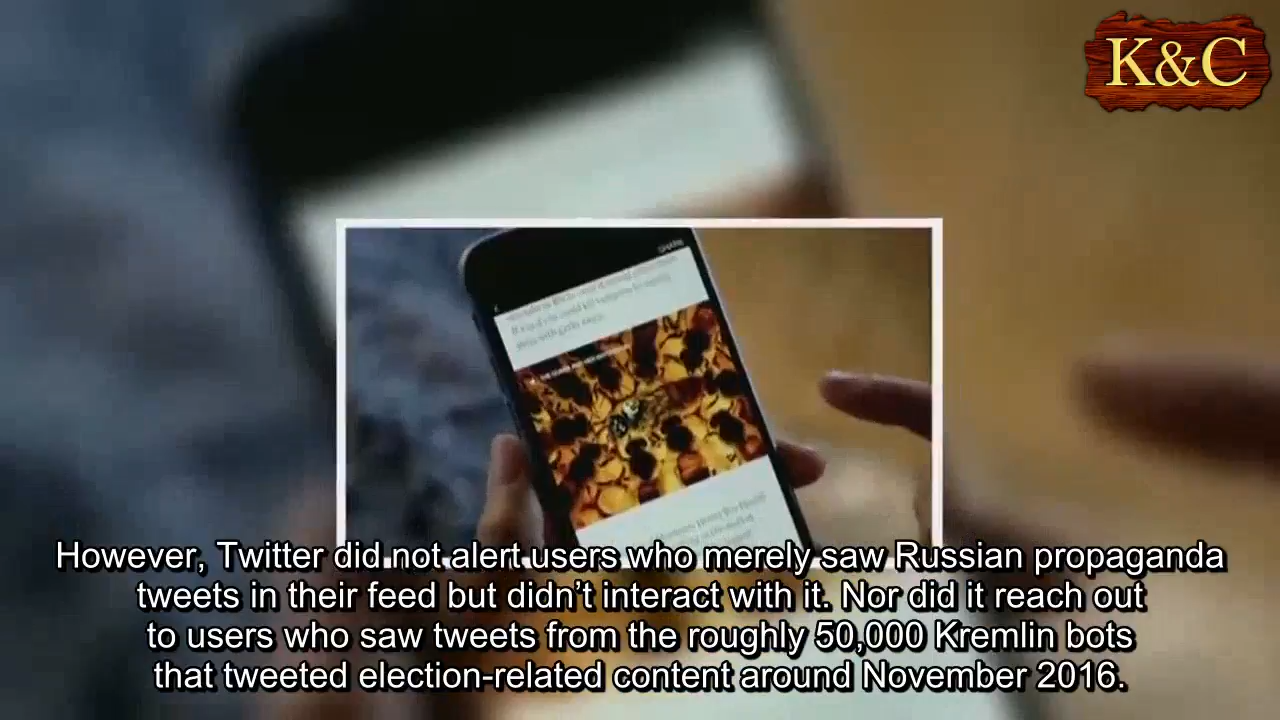 K&C
However, Twitter did not alert users who merely saw Russian propaganda
tweets in their feed but didn’t interact with it. Nor did it reach out
to users who saw tweets from the roughly 50,000 Kremlin bots
that tweeted election-related content around November 2016.